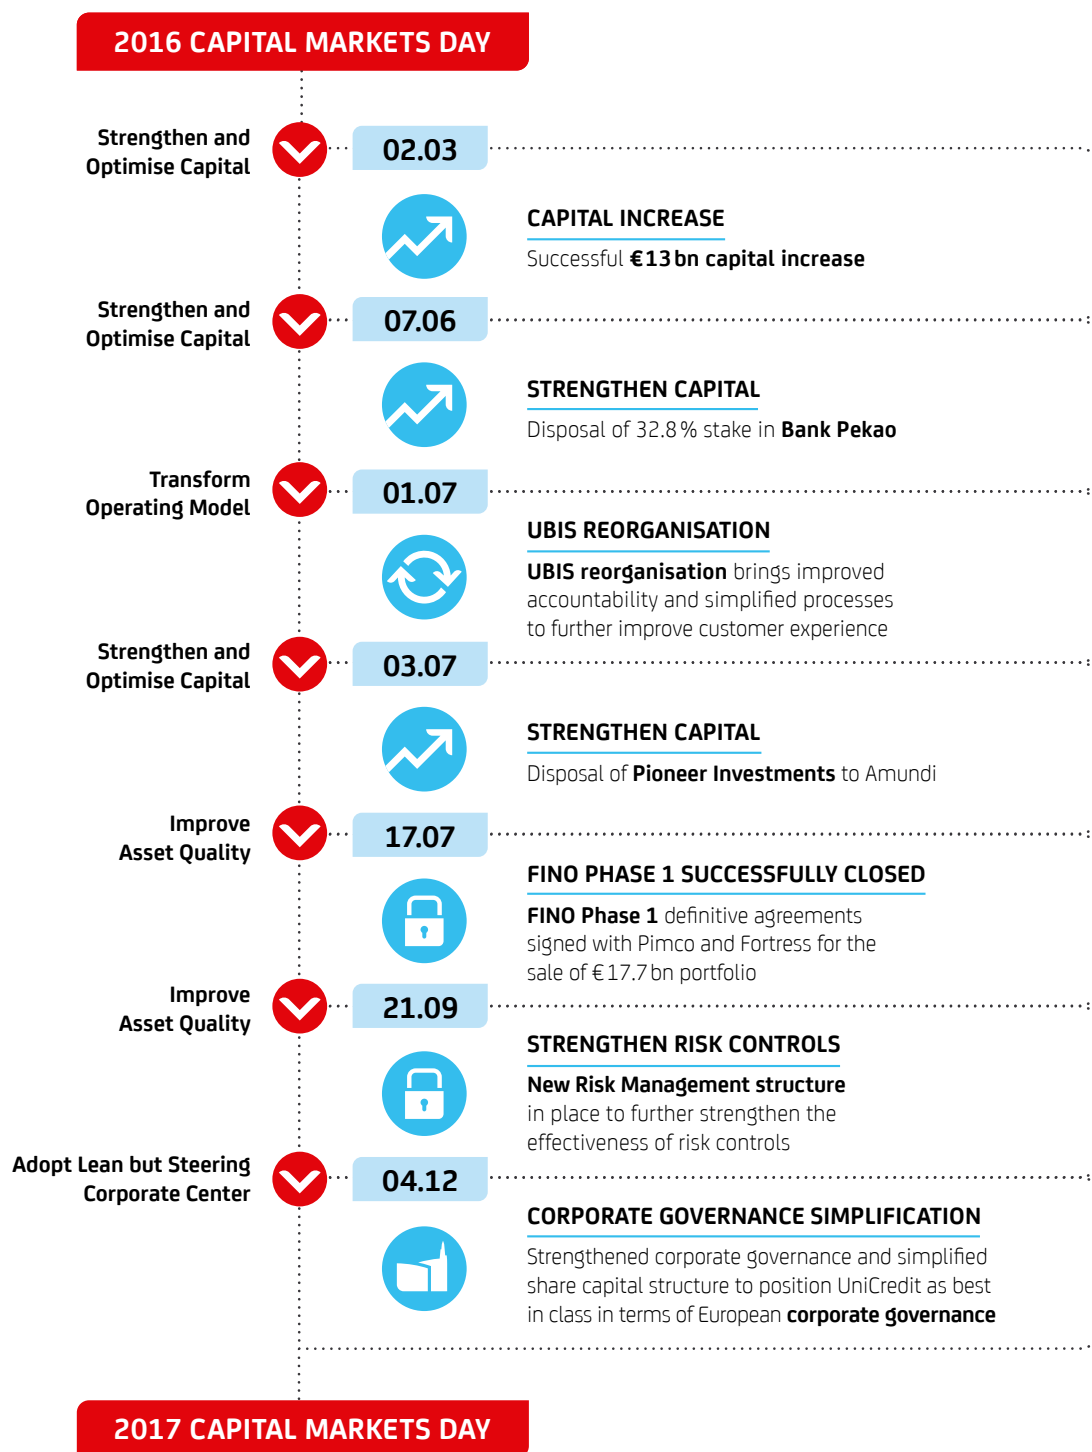 2016 CAPITAL MARKETS DAY
Strengthen and
Optimise Capital
02.03
CAPITAL INCREASE
Successful €13bn capital increase
Strengthen and
Optimise Capital
07.06
STRENGTHEN CAPITAL
Disposal of 32.8% stake in Bank Pekao
Transform
Operating Model
01.07
UBIS REORGANISATION
UBIS reorganisation brings improved
accountability and simplified processes
to further improve customer experience
Strengthen and
Optimise Capital
03.07
STRENGTHEN CAPITAL
Disposal of Pioneer Investments to Amundi
Improve
Asset Quality
17.07
FINO PHASE 1 SUCCESSFULLY CLOSED
FINO Phase 1 definitive agreements
signed with Pimco and Fortress for the
sale of €17.7bn portfolio
Improve
Asset Quality
21.09
STRENGTHEN RISK CONTROLS
New Risk Management structure
in place to further strengthen the
effectiveness of risk controls
Adopt Lean but Steering
Corporate Center
04.12
CORPORATE GOVERNANCE SIMPLIFICATION
Strengthened corporate governance and simplified
share capital structure to position UniCredit as best
in class in terms of European corporate governance
2017 CAPITAL MARKETS DAY